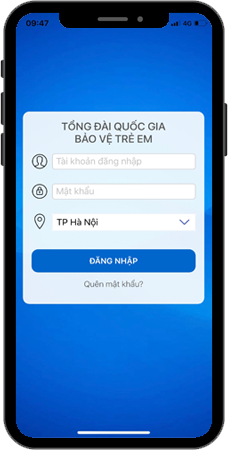 09:47
4G
TỔNG ĐÀI QUỐC GIA
BẢO VỆ TRẺ EM
Tài khoản đăng nhập
Mật khẩu
TP Hà Nội
ĐĂNG NHẬP
Quên mật khẩu?